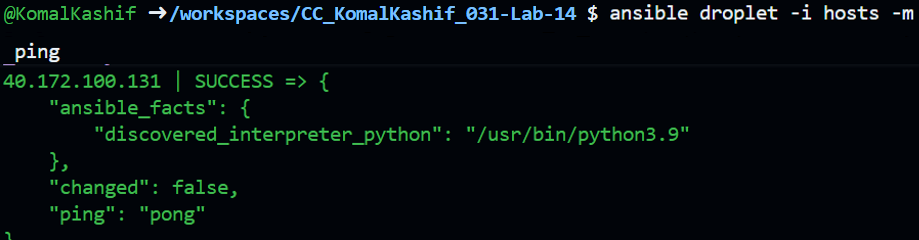 @KomalKashif ➜/workspaces/CC_KomalKashif_031-Lab-14 $ ansible droplet -i hosts -m
_ping
40.172.100.131 | SUCCESS => {
    "ansible_facts": {
        "discovered_interpreter_python": "/usr/bin/python3.9"
    },
    "changed": false,
    "ping": "pong"
}